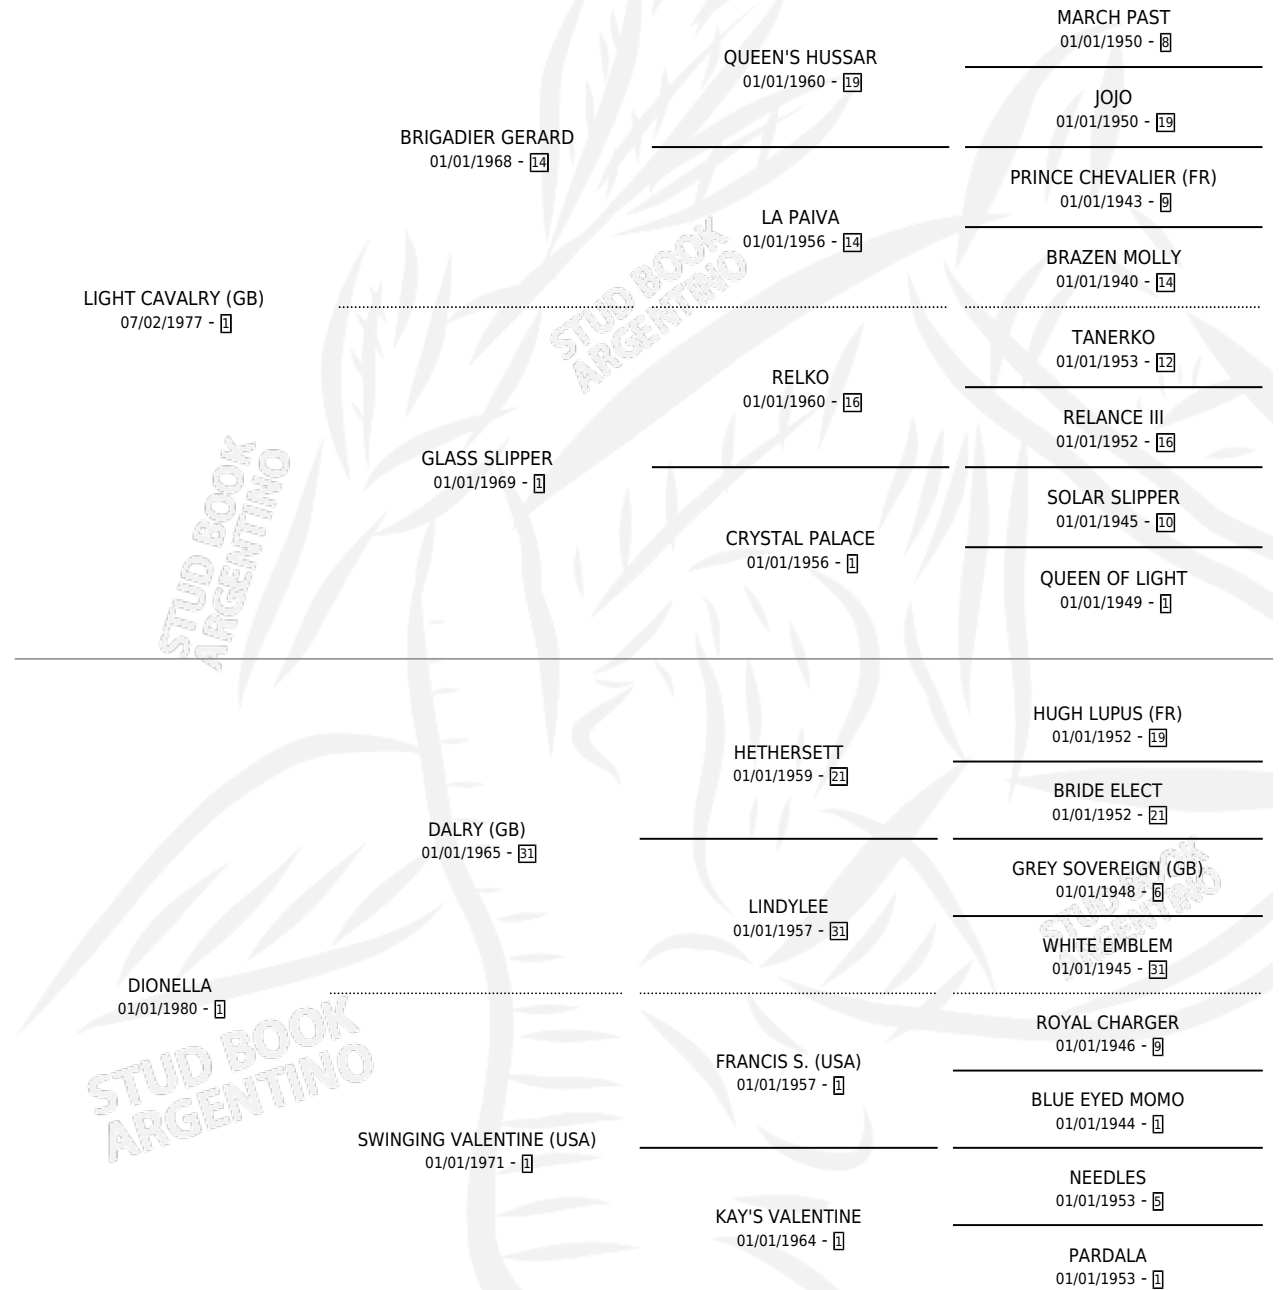 MARCH PAST
01/01/1950 - 8
QUEEN'S HUSSAR
01/01/1960 - 19
JOJO
01/01/1950 - 19
BRIGADIER GERARD
01/01/1968 - 14
PRINCE CHEVALIER (FR)
01/01/1943 - 9
LA PAIVA
01/01/1956 - 14
BRAZEN MOLLY
01/01/1940 - 14
LIGHT CAVALRY (GB)
07/02/1977 - 1
TANERKO
01/01/1953 - 12
RELKO
01/01/1960 - 16
RELANCE III
01/01/1952 - 16
GLASS SLIPPER
01/01/1969 - 1
SOLAR SLIPPER
01/01/1945 - 10
CRYSTAL PALACE
01/01/1956 - 1
QUEEN OF LIGHT
01/01/1949 - 1
HUGH LUPUS (FR)
01/01/1952 - 19
HETHERSETT
01/01/1959 - 21
BRIDE ELECT
01/01/1952 - 21
DALRY (GB)
01/01/1965 - 31
GREY SOVEREIGN (GB)
01/01/1948 - 6
LINDYLEE
01/01/1957 - 31
WHITE EMBLEM
01/01/1945 - 31
DIONELLA
01/01/1980 - 1
ROYAL CHARGER
01/01/1946 - 9
FRANCIS S. (USA)
01/01/1957 - 1
BLUE EYED MOMO
01/01/1944 - 1
SWINGING VALENTINE (USA)
01/01/1971 - 1
NEEDLES
01/01/1953 - 5
KAY'S VALENTINE
01/01/1964 - 1
PARDALA
01/01/1953 - 1
STUD BOOK
ARGENTINO
STUD BOOK
ARGENTINO
STUD BOOK
ARGENTINO
STUD BOOK
ARGENTINO